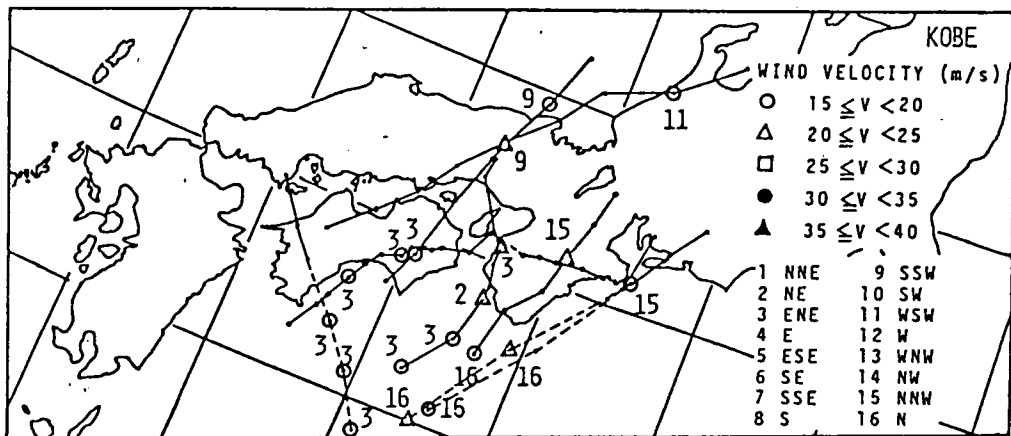 KOBE
WIND VELOCITY (m/s)
○ 15 ≦ V < 20
△ 20 ≦ V < 25
□ 25 ≦ V < 30
● 30 ≦ V < 35
▲ 35 ≦ V < 40
1 NNE 9 SSW
2 NE 10 SW
3 ENE 11 WSW
4 E 12 W
5 ESE 13 WNW
6 SE 14 NW
7 SSE 15 NNW
8 S 16 N
9
11
9
3
3
15
3
3
2
15
3
3
3
3
16
16
16
16
3